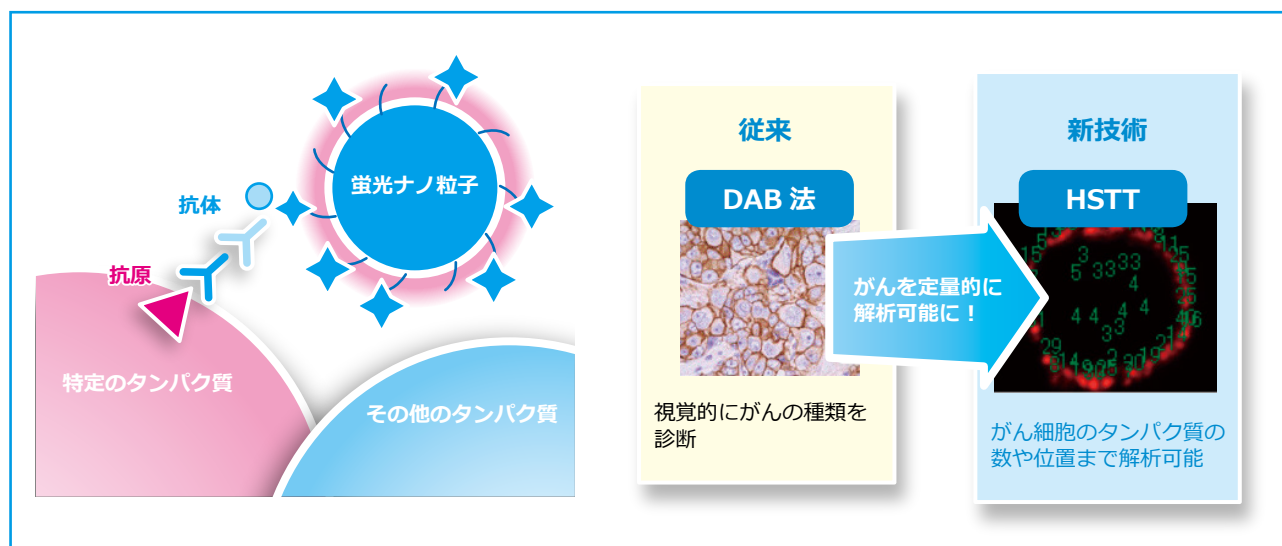 蛍光ナノ粒子
抗体
抗原
特定のタンパク質
その他のタンパク質
従来
DAB 法
視覚的にがんの種類を
診断
がんを定量的に
解析可能に！
新技術
HSTT
がん細胞のタンパク質の
数や位置まで解析可能